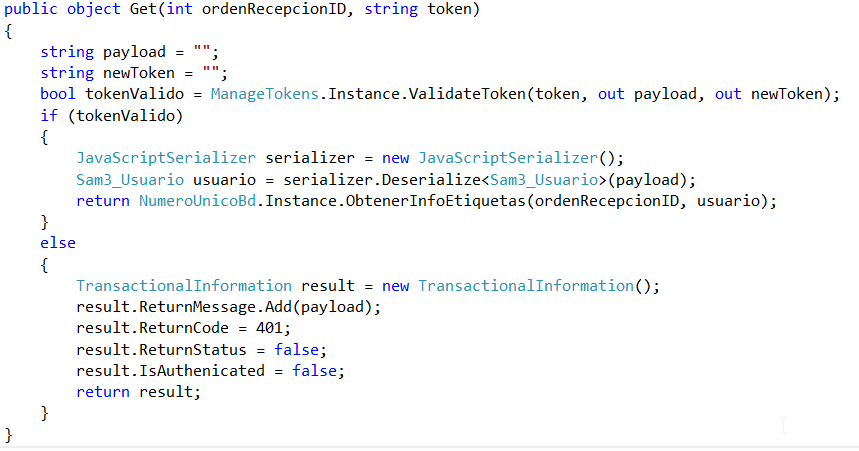 public object Get(int ordenRecepcionID, string token)
{
    string payload = "";
    string newToken = "";
    bool tokenValido = ManageTokens.Instance.ValidateToken(token, out payload, out newToken);
    if (tokenValido)
    {
        JavaScriptSerializer serializer = new JavaScriptSerializer();
        Sam3_Usuario usuario = serializer.Deserialize<Sam3_Usuario>(payload);
        return NumeroUnicoBd.Instance.ObtenerInfoEtiquetas(ordenRecepcionID, usuario);
    }
    else
    {
        TransactionalInformation result = new TransactionalInformation();
        result.ReturnMessage.Add(payload);
        result.ReturnCode = 401;
        result.ReturnStatus = false;
        result.IsAuthenicated = false;
        return result;
    }
}